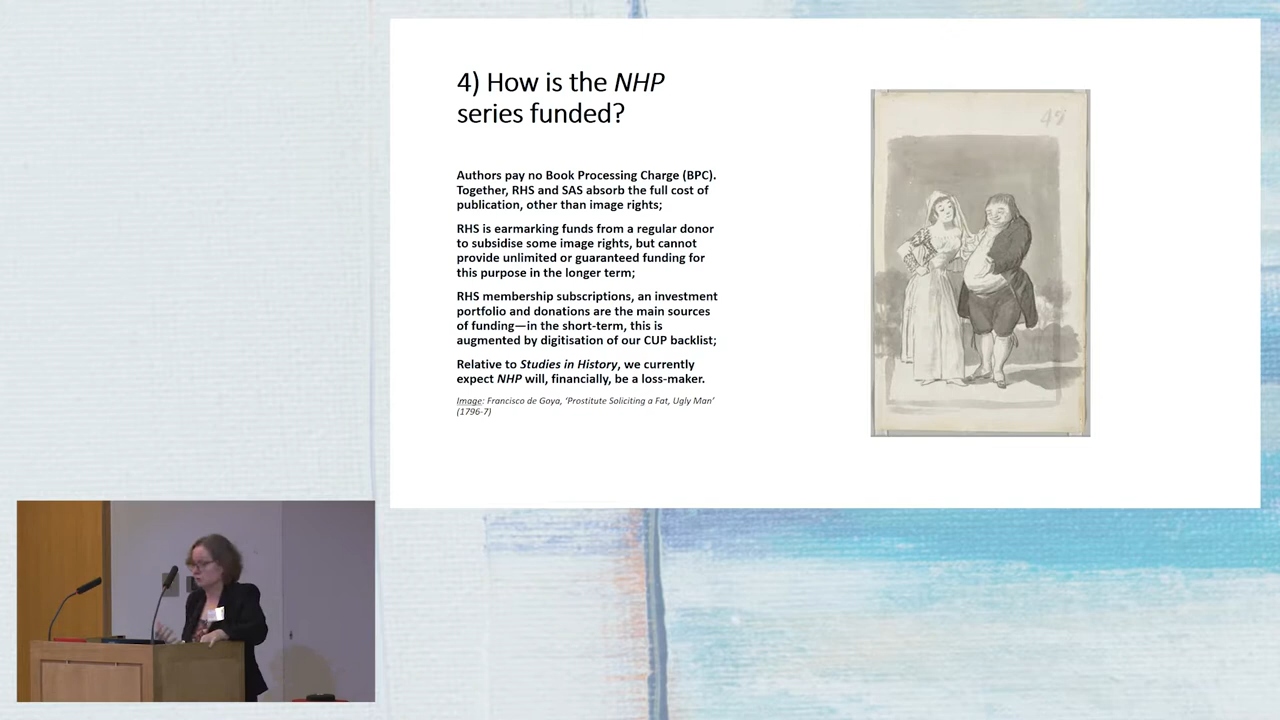 4) How is the NHP
series funded?
Authors pay no Book Processing Charge (BPC).
Together, RHS and SAS absorb the full cost of
publication, other than image rights;
RHS is earmarking funds from a regular donor
to subsidise some image rights, but cannot
provide unlimited or guaranteed funding for
this purpose in the longer term;
RHS membership subscriptions, an investment
portfolio and donations are the main sources
of funding—in the short-term, this is
augmented by digitisation of our CUP backlist;
Relative to Studies in History, we currently
expect NHP will, financially, be a loss-maker.
Image: Francisco de Goya, ‘Prostitute Soliciting a Fat, Ugly Man’
(1796-7)